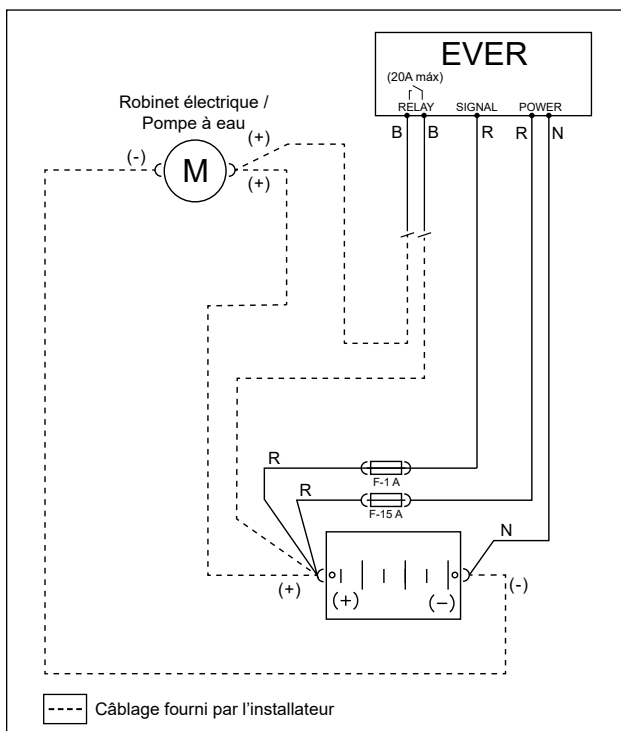 EVER
(20A máx)
RELAY SIGNAL POWER
B B R R N
Robinet électrique /
Pompe à eau
(+)
(-)
M
(+)
R
F-1 A
R
F-15 A
N
(+)
(+)
(−)
(-)
Câblage fourni par l'installateur